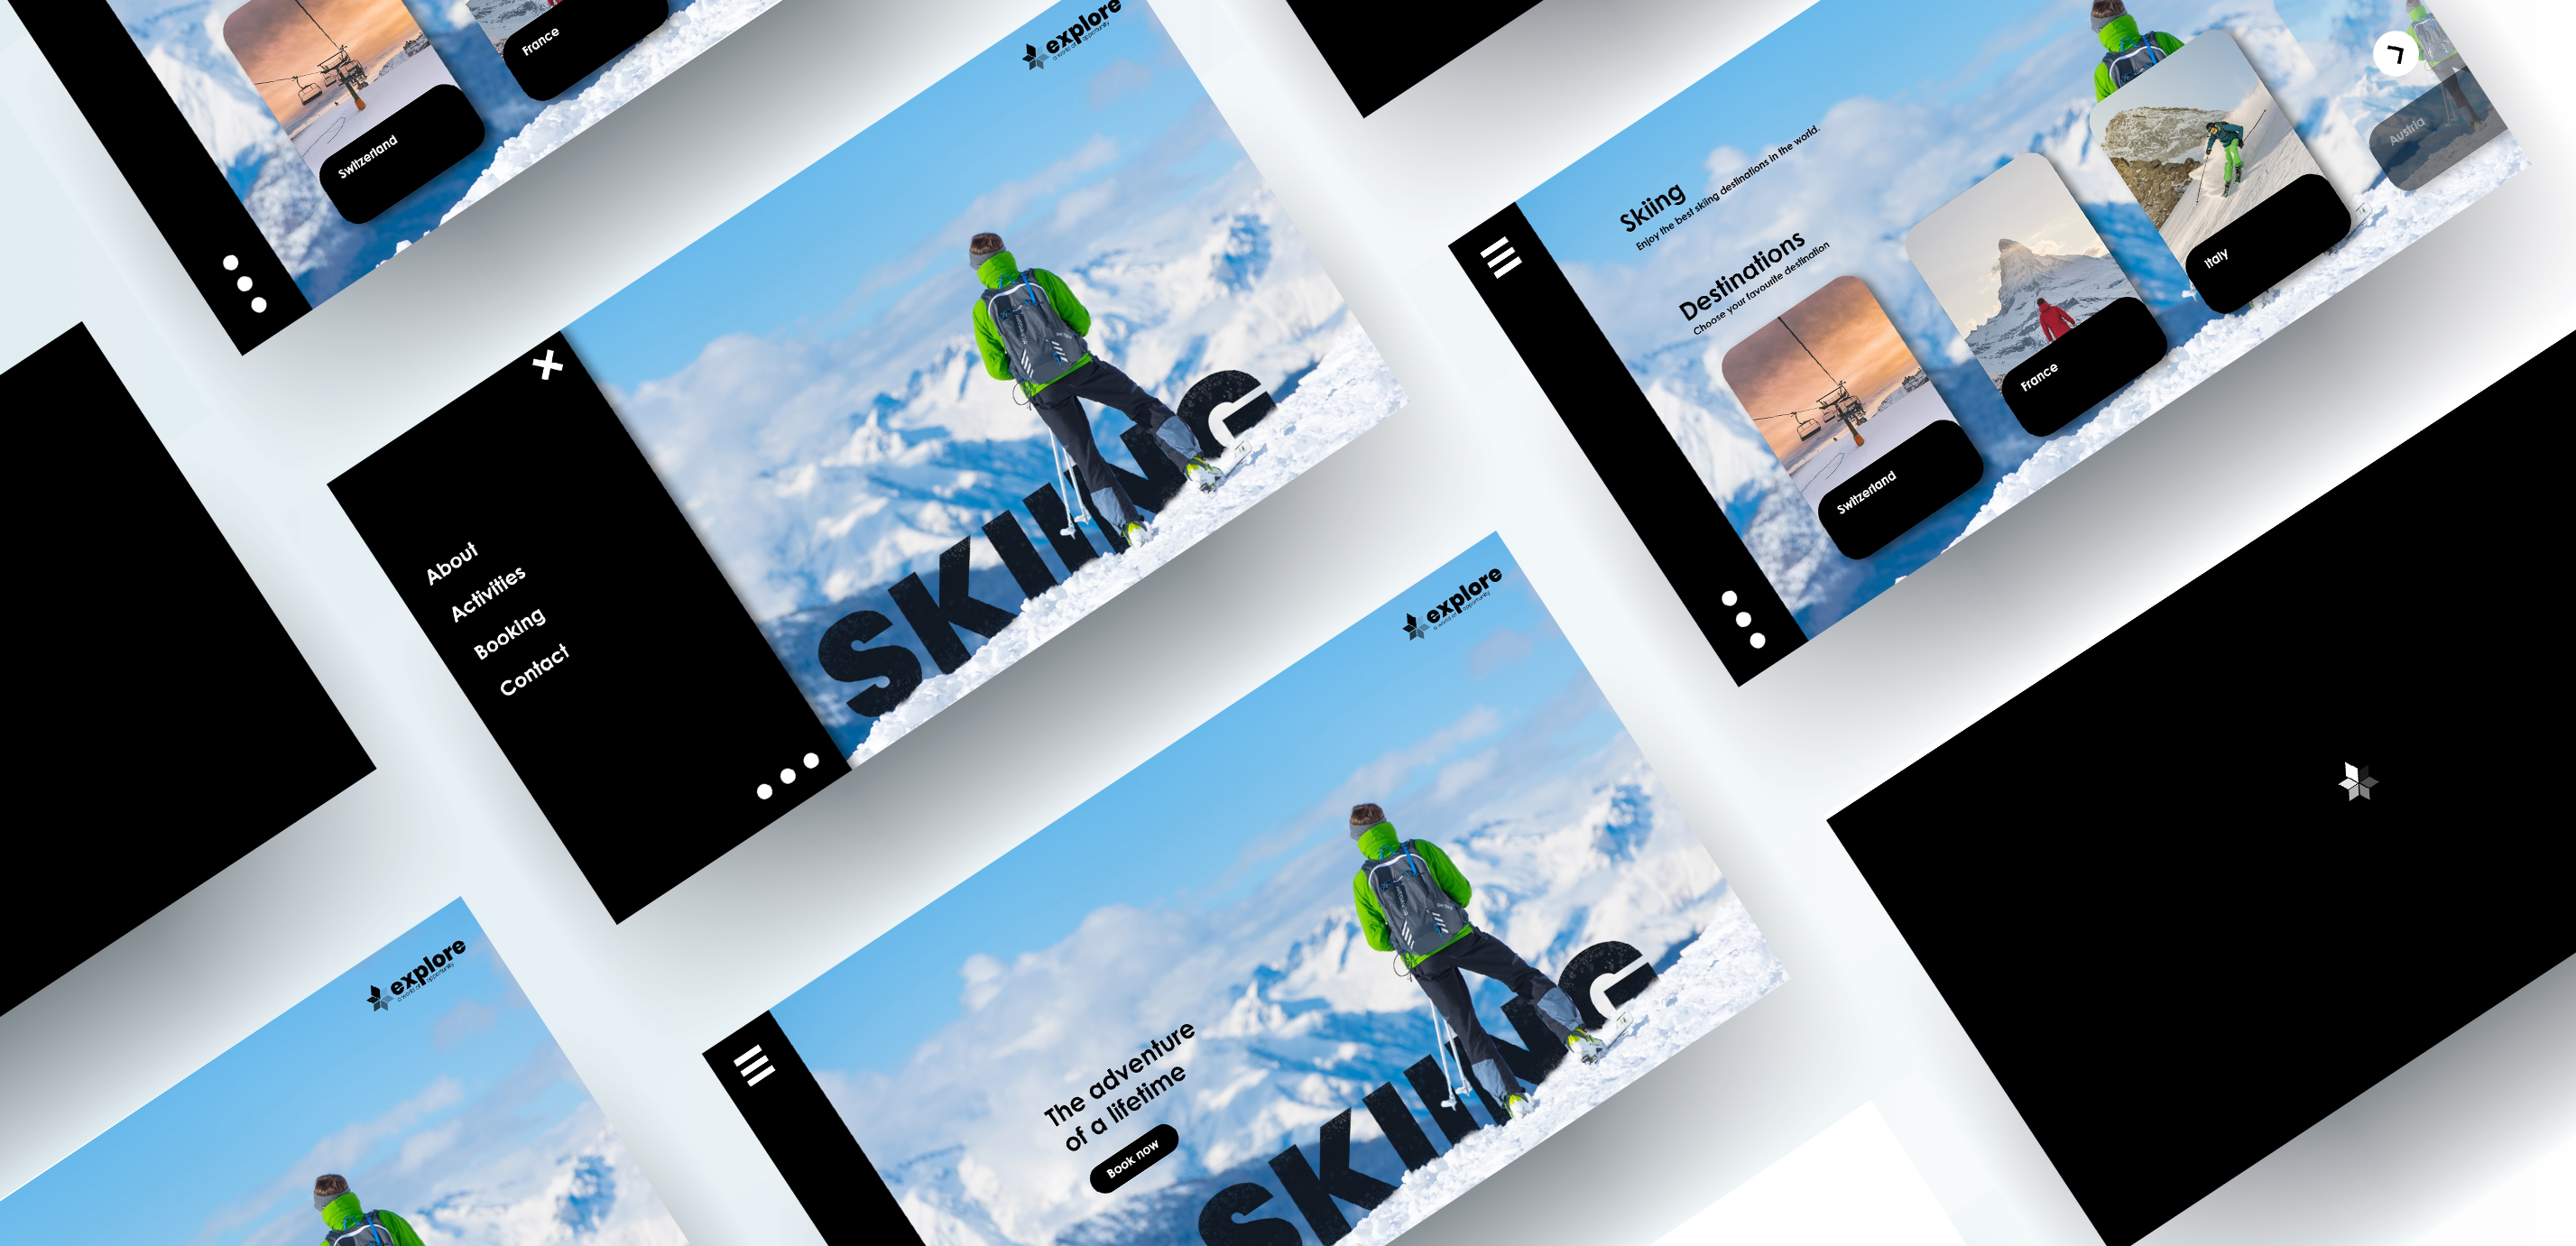 Switzerland
France
explore
a world of opportunity
About
Activities
Booking
Contact
SKIING
Skiing
Enjoy the best skiing destinations in the world.
Destinations
Choose your favourite destination
Switzerland
France
Italy
Austria
explore
a world of opportunity
The adventure
of a lifetime
Book now
SKIING
explore
a world of opportunity